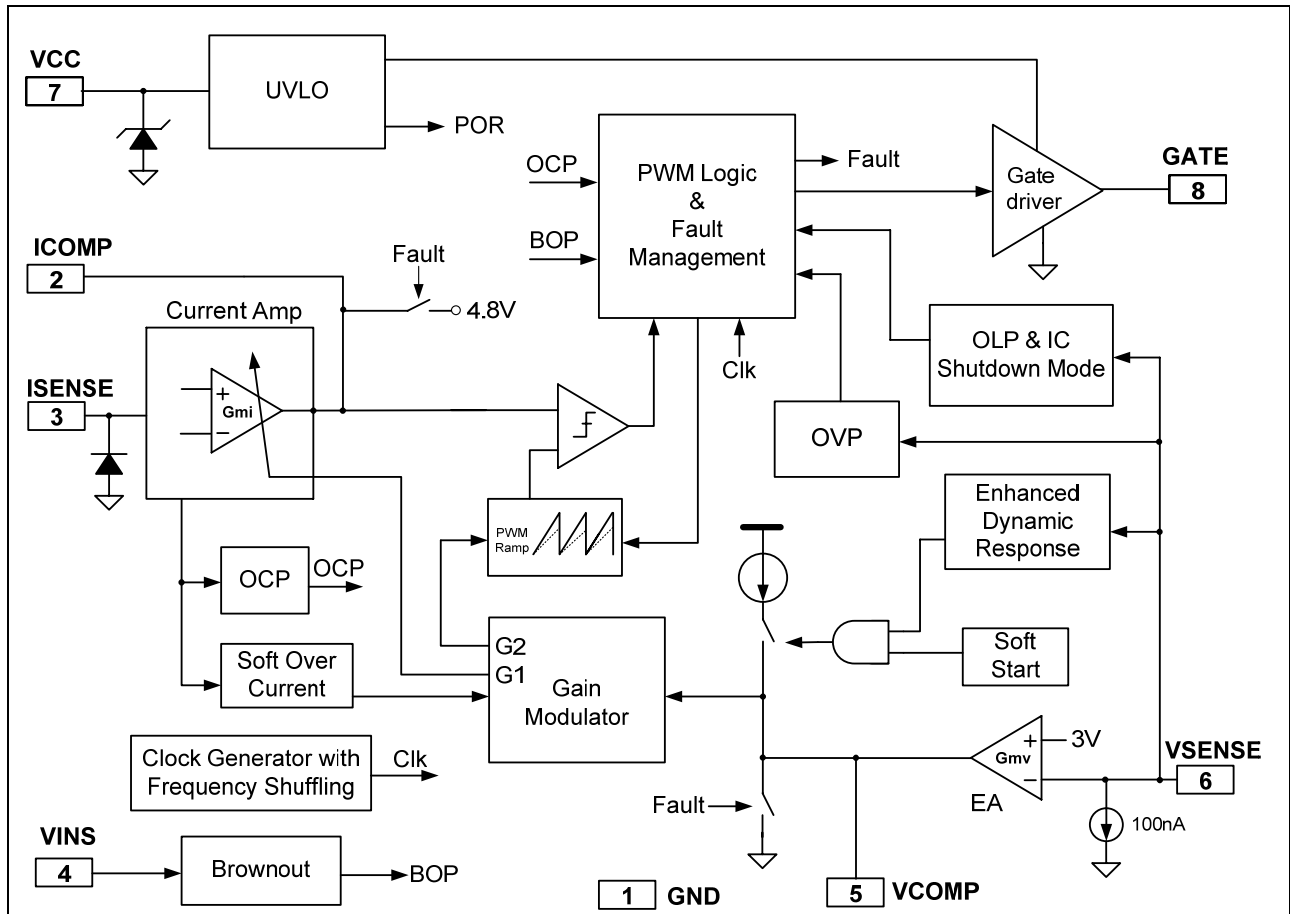 VCC
7
UVLO
POR
OCP
BOP
PWM Logic
&
Fault
Management
Fault
Gate
driver
GATE
8
ICOMP
2
Fault
4.8V
Current Amp
Clk
OLP & IC
Shutdown Mode
ISENSE
3
+
Gmi
−
OVP
PWM
Ramp
Enhanced
Dynamic
Response
OCP
OCP
Soft Over
Current
G2
G1
Gain
Modulator
Soft
Start
Clock Generator with
Frequency Shuffling
Clk
+
3V
Gmv
−
EA
VSENSE
6
100nA
Fault
VINS
4
Brownout
BOP
1
GND
5
VCOMP